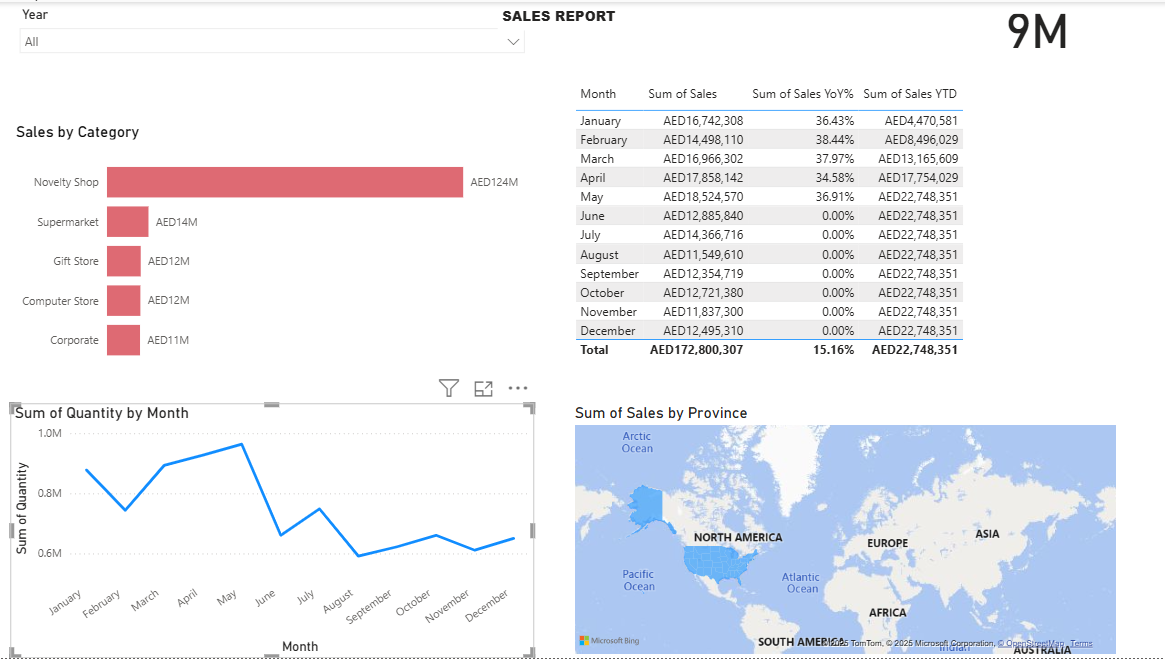 Year
SALES REPORT
9M
All
Sales by Category
Novelty Shop AED124M
Supermarket AED14M
Gift Store AED12M
Computer Store AED12M
Corporate AED11M
Month Sum of Sales Sum of Sales YoY% Sum of Sales YTD
January AED16,742,308 36.43% AED4,470,581
February AED14,498,110 38.44% AED8,496,029
March AED16,966,302 37.97% AED13,165,609
April AED17,858,142 34.58% AED17,754,029
May AED18,524,570 36.91% AED22,748,351
June AED12,885,840 0.00% AED22,748,351
July AED14,366,716 0.00% AED22,748,351
August AED11,549,610 0.00% AED22,748,351
September AED12,354,719 0.00% AED22,748,351
October AED12,721,380 0.00% AED22,748,351
November AED11,837,300 0.00% AED22,748,351
December AED12,495,310 0.00% AED22,748,351
Total AED172,800,307 15.16% AED22,748,351
Sum of Quantity by Month
1.0M
0.8M
0.6M
Sum of Quantity
January February March April May June July August September October November December
Month
Sum of Sales by Province
Arctic
Ocean
NORTH AMERICA
EUROPE
ASIA
Pacific
Ocean
Atlantic
Ocean
AFRICA
SOUTH AMERICA
Indian
AUSTRALIA
Microsoft Bing
© 2025 TomTom, © 2025 Microsoft Corporation, © OpenStreetMap Terms